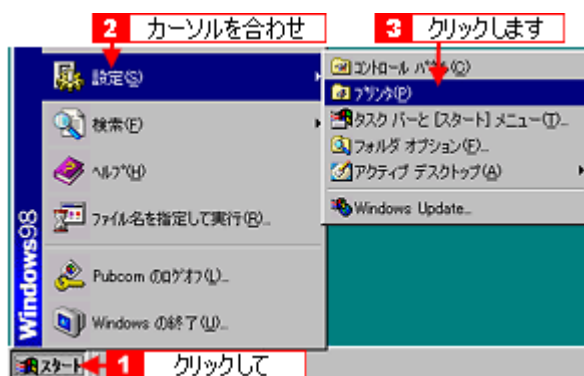 2 カーソルを合わせ
3 クリックします
設定(S)
検索(F)
ヘルプ(H)
ファイル名を指定して実行(R)...
Pubcom のログオフ(L)...
Windows の終了(U)...
Windows98
コントロール パネル(C)
プリンタ(P)
タスク バーと [スタート] メニュー(T)...
フォルダ オプション(F)...
アクティブ デスクトップ(A)
Windows Update...
スタート
1 クリックして